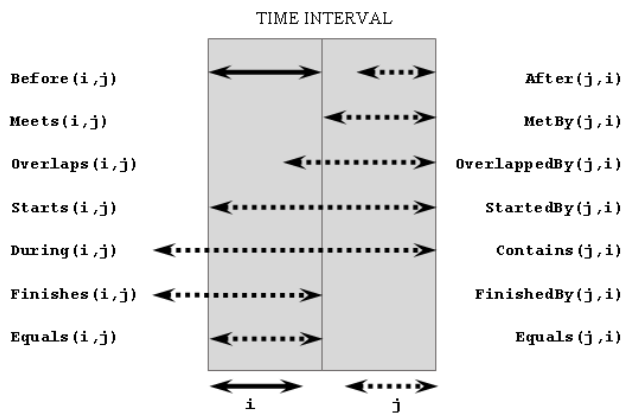 TIME INTERVAL
Before(i,j) After(j,i)
Meets(i,j) MetBy(j,i)
Overlaps(i,j) OverlappedBy(j,i)
Starts(i,j) StartedBy(j,i)
During(i,j) Contains(j,i)
Finishes(i,j) FinishedBy(j,i)
Equals(i,j) Equals(j,i)
i j